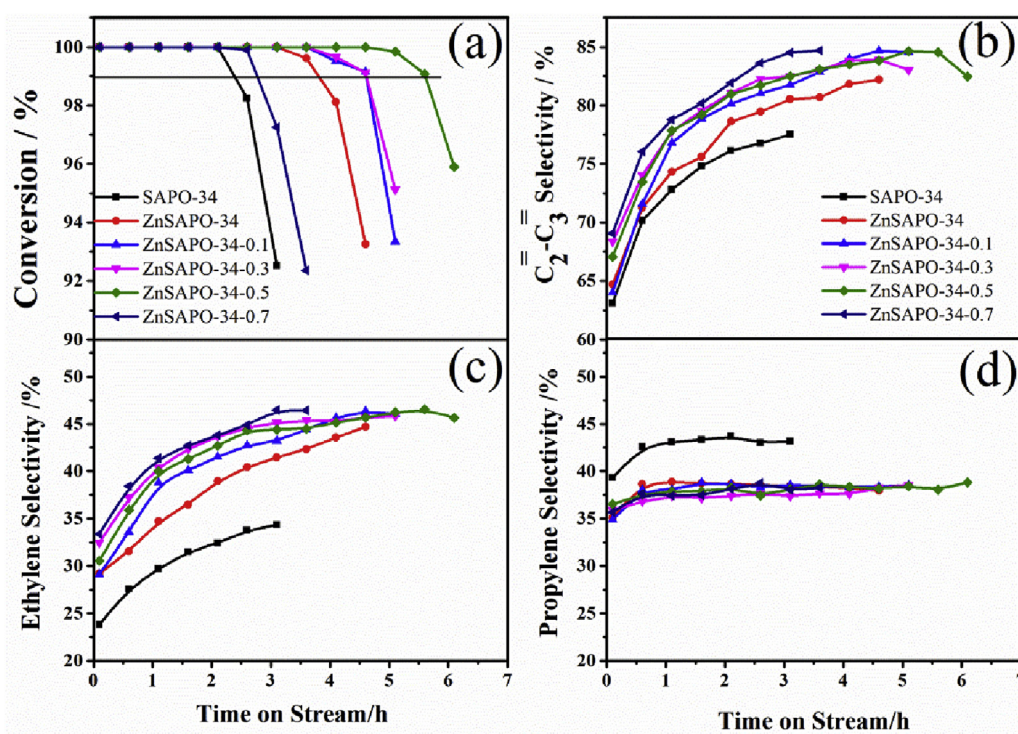 (a)
Conversion / %
100
98
96
94
92
90
SAPO-34
ZnSAPO-34
ZnSAPO-34-0.1
ZnSAPO-34-0.3
ZnSAPO-34-0.5
ZnSAPO-34-0.7
(b)
C2=-C3= Selectivity / %
85
80
75
70
65
60
SAPO-34
ZnSAPO-34
ZnSAPO-34-0.1
ZnSAPO-34-0.3
ZnSAPO-34-0.5
ZnSAPO-34-0.7
(c)
Ethylene Selectivity /%
50
45
40
35
30
25
20
0 1 2 3 4 5 6 7
Time on Stream/h
(d)
Propylene Selectivity /%
50
45
40
35
30
25
20
0 1 2 3 4 5 6 7
Time on Stream/h